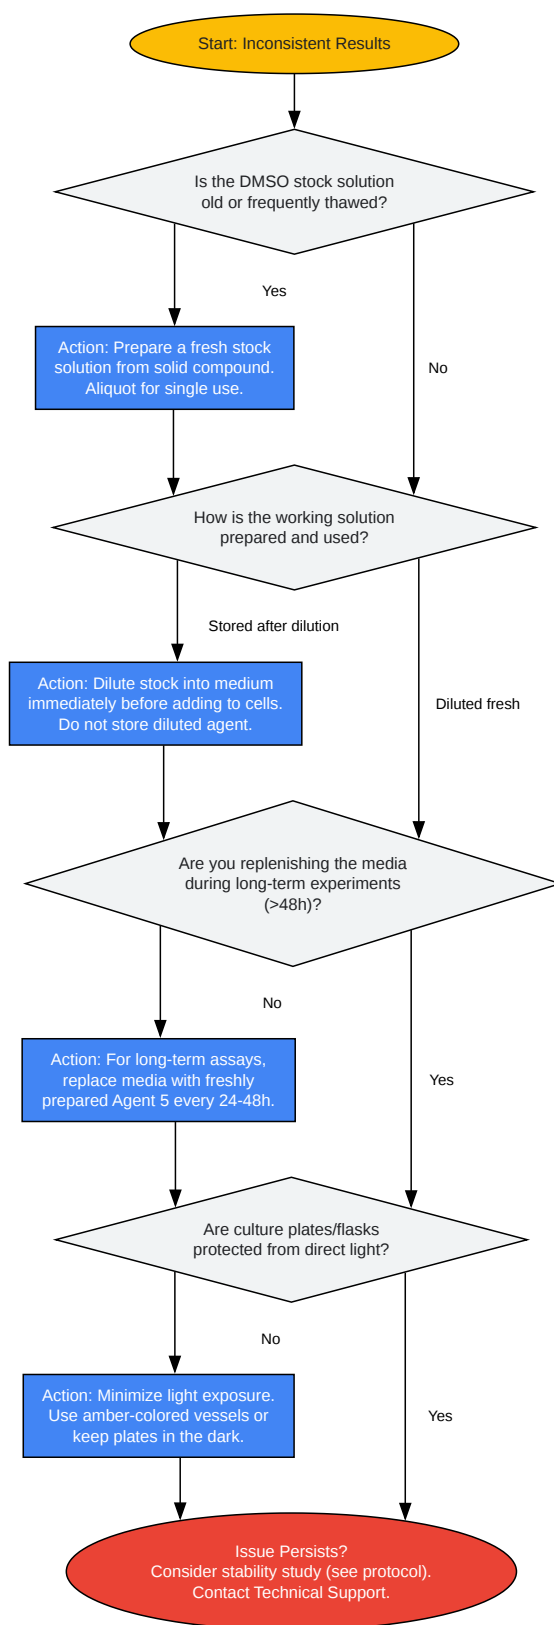 Start: Inconsistent Results
Is the DMSO stock solution
old or frequently thawed?
Yes
Action: Prepare a fresh stock
solution from solid compound.
Aliquot for single use.
No
How is the working solution
prepared and used?
Stored after dilution
Action: Dilute stock into medium
immediately before adding to cells.
Do not store diluted agent.
Diluted fresh
Are you replenishing the media
during long-term experiments
(>48h)?
No
Action: For long-term assays,
replace media with freshly
prepared Agent 5 every 24-48h.
Yes
Are culture plates/flasks
protected from direct light?
No
Action: Minimize light exposure.
Use amber-colored vessels or
keep plates in the dark.
Yes
Issue Persists?
Consider stability study (see protocol).
Contact Technical Support.